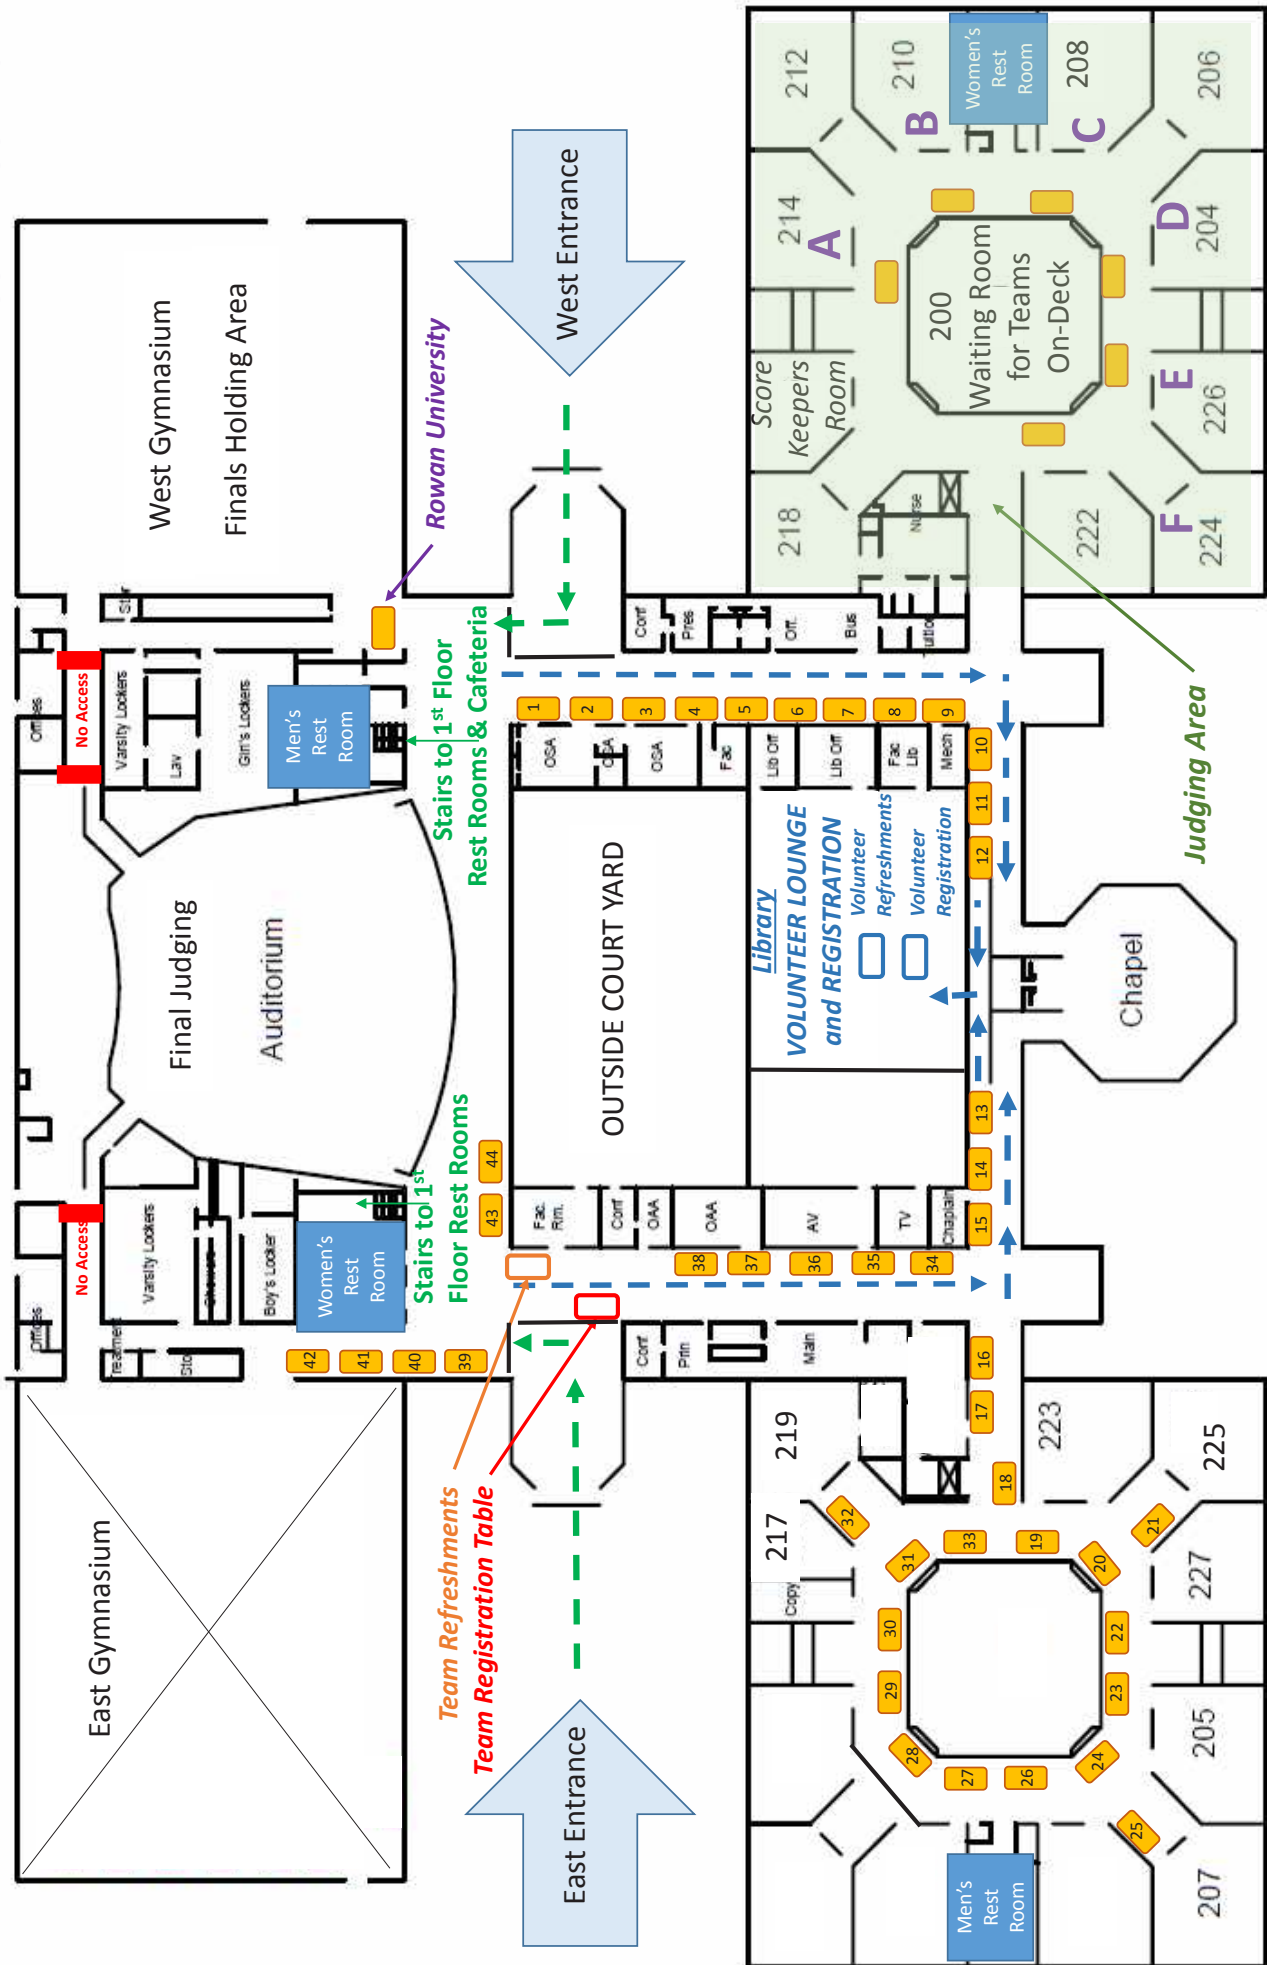 East Gymnasium
West Gymnasium
Finals Holding Area
Final Judging
Auditorium
Offices
No Access
Varsity Lockers
Showers
Boy's Locker
Treatment
Women's
Rest
Room
42
41
40
39
Stairs to 1st
Floor Rest Rooms
43
44
Offices
No Access
Varsity Lockers
Lav
Girl's Lockers
Men's
Rest
Room
Stairs to 1st Floor
Rest Rooms & Cafeteria
Rowan University
West Entrance
East Entrance
Team Refreshments
Team Registration Table
OUTSIDE COURT YARD
Fac.
Rm.
Conf
OAA
OAA
AV
TV
Chaplain
38
37
36
35
34
Conf
Prin
Main
OSA
OSA
OSA
Fac
Lib Off
Lib Off
Fac
Lib
Mech
1
2
3
4
5
6
7
8
9
10
11
12
13
14
15
16
17
18
Conf
Pres
Off.
Bus
Library
VOLUNTEER LOUNGE
and REGISTRATION
Volunteer
Refreshments
Volunteer
Registration
Chapel
Judging Area
212
210
Women's
Rest
Room
208
206
214
A
B
C
D
204
Score
Keepers
Room
200
Waiting Room
for Teams
On-Deck
E
226
218
Nurse
222
F
224
219
217
Copy
223
225
227
205
207
32
31
33
19
20
21
30
22
29
23
28
27
26
24
25
Men's
Rest
Room